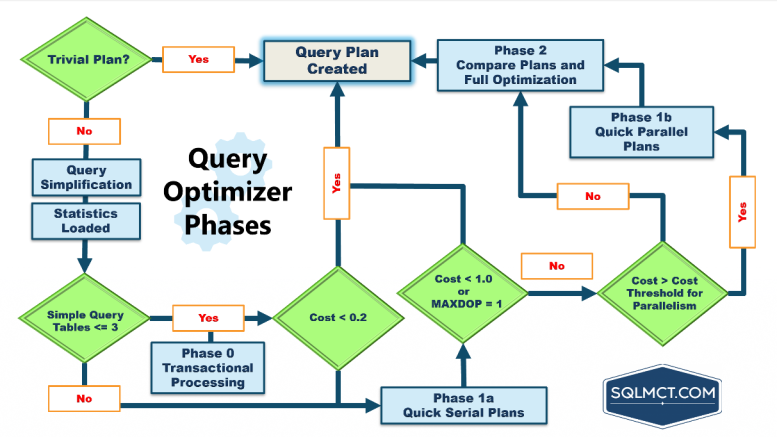 Trivial Plan?
Yes
Query Plan
Created
Phase 2
Compare Plans and
Full Optimization
No
Query
Simplification
Statistics
Loaded
Query
Optimizer
Phases
Yes
Phase 1b
Quick Parallel
Plans
No
Yes
Simple Query
Tables <= 3
Yes
Phase 0
Transactional
Processing
Cost < 0.2
Cost < 1.0
or
MAXDOP = 1
No
Cost > Cost
Threshold for
Parallelism
No
Phase 1a
Quick Serial Plans
SQLMCT.COM